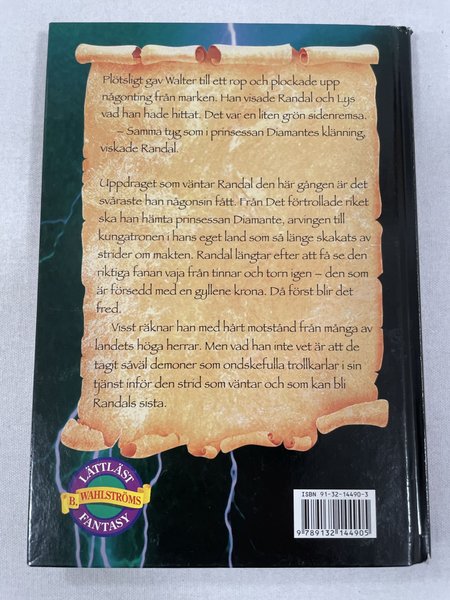 Plötsligt gav Walter till ett rop och plockade upp
någonting från marken. Han visade Randal och Lys
vad han hade hittat. Det var en liten grön sidenremsa.
– Samma tyg som i prinsessan Diamantes klänning,
viskade Randal.
Uppdraget som väntar Randal den här gången är det
svåraste han någonsin fått. Från Det förtrollade riket
ska han hämta prinsessan Diamante, arvingen till
kungatronen i hans eget land som så länge skakats av
strider om makten. Randal längtar efter att få se den
riktiga fanan vaja från tinnar och torn igen – den som
är försedd med en gyllene krona. Då först blir det
fred.
Visst räknar han med hårt motstånd från många av
landets höga herrar. Men vad han inte vet är att de
tagit såväl demoner som ondskefulla trollkarlar i sin
tjänst inför den strid som väntar och som kan bli
Randals sista.
LÄTTLÄST
B. WAHLSTRÖMS
FANTASY
ISBN 91-32-14490-3
9 789132 144905